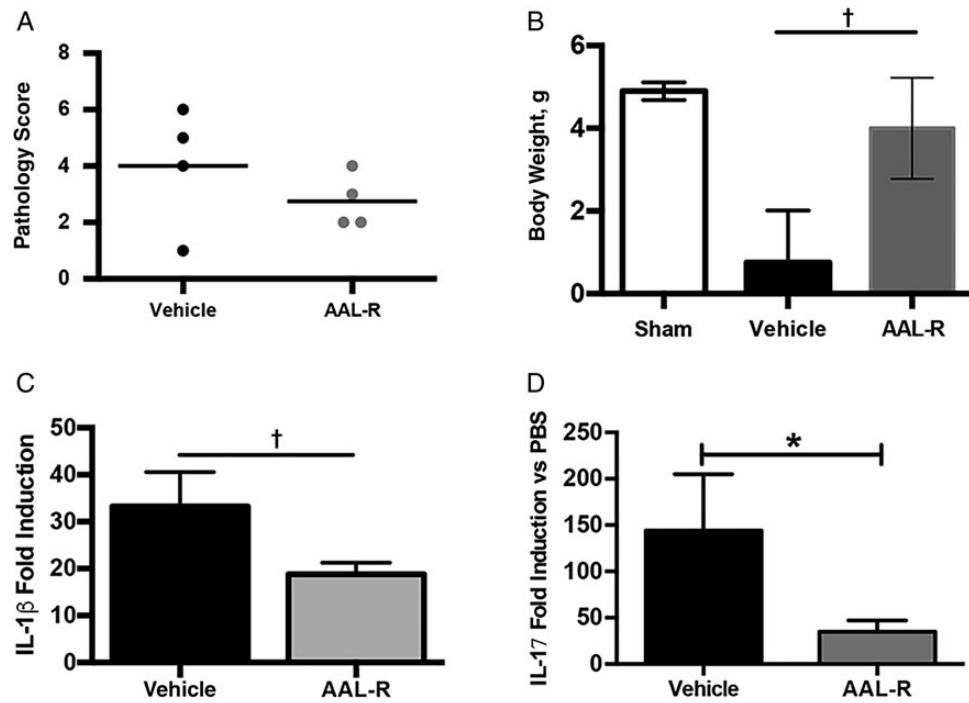 A
Pathology Score
8
6
4
2
0
Vehicle
AAL-R
B
†
Body Weight, g
6
4
2
0
Sham
Vehicle
AAL-R
C
†
IL-1β Fold Induction
50
40
30
20
10
0
Vehicle
AAL-R
D
*
IL-17 Fold Induction vs PBS
250
200
150
100
50
0
Vehicle
AAL-R